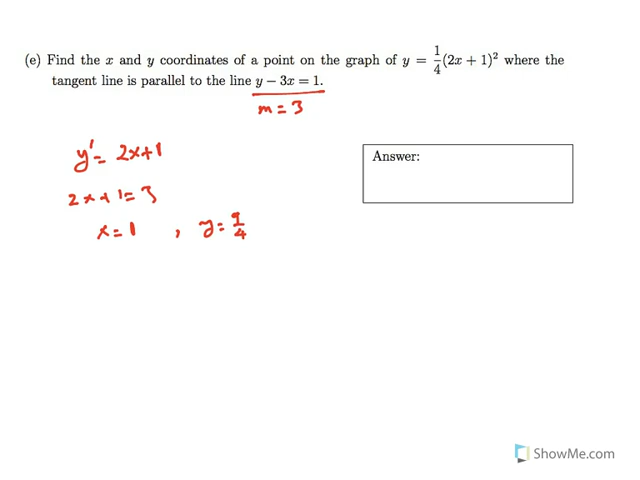 (e) Find the x and y coordinates of a point on the graph of y = 1/4(2x + 1)² where the
tangent line is parallel to the line y − 3x = 1.
m = 3
y' = 2x+1
2x+1=3
x=1 , y= 9/4
Answer:
ShowMe.com